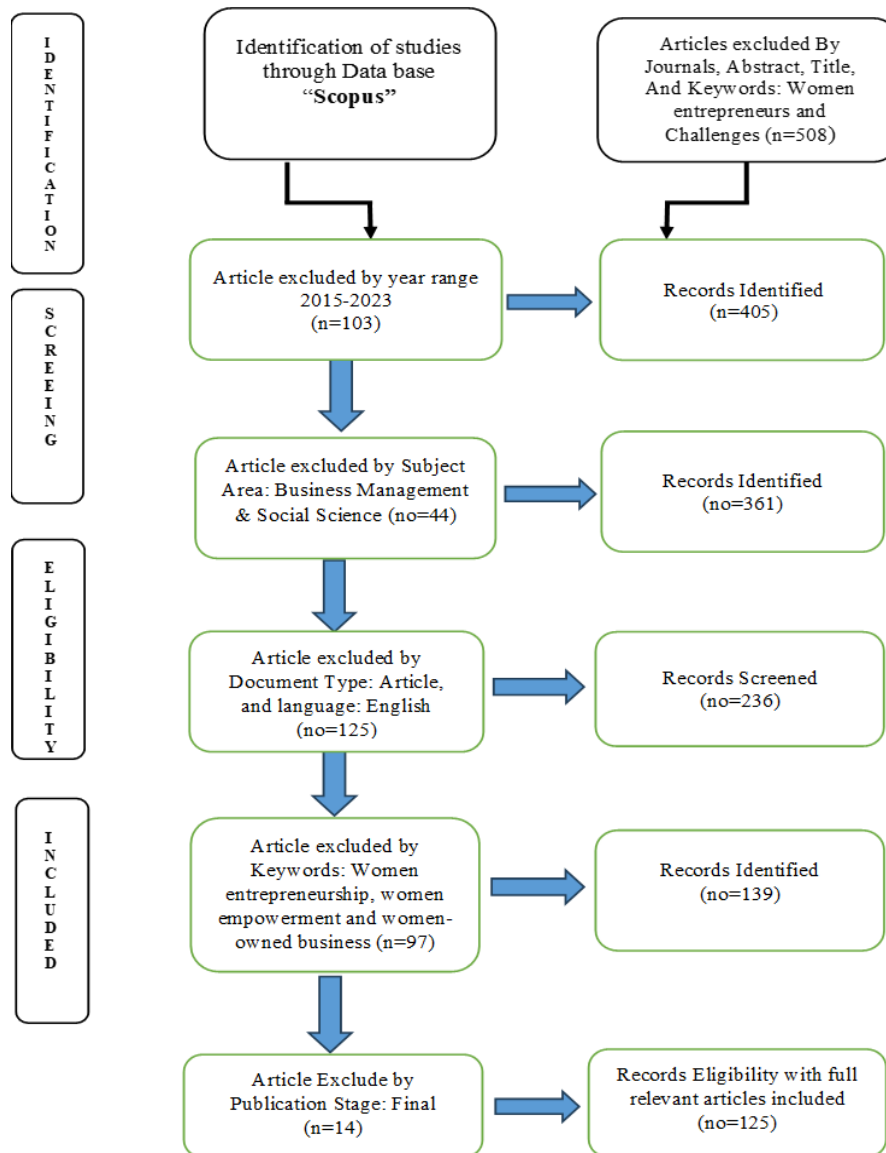 IDENTIFICATION
Identification of studies
through Data base
“Scopus”
Articles excluded By
Journals, Abstract, Title,
And Keywords: Women
entrepreneurs and
Challenges (n=508)
Article excluded by year range
2015-2023
(n=103)
Records Identified
(n=405)
SCREEING
Article excluded by Subject
Area: Business Management
& Social Science (no=44)
Records Identified
(no=361)
ELIGIBILITY
Article excluded by
Document Type: Article,
and language: English
(no=125)
Records Screened
(no=236)
INCLUDED
Article excluded by
Keywords: Women
entrepreneurship, women
empowerment and women-
owned business (n=97)
Records Identified
(no=139)
Article Exclude by
Publication Stage: Final
(n=14)
Records Eligibility with full
relevant articles included
(no=125)